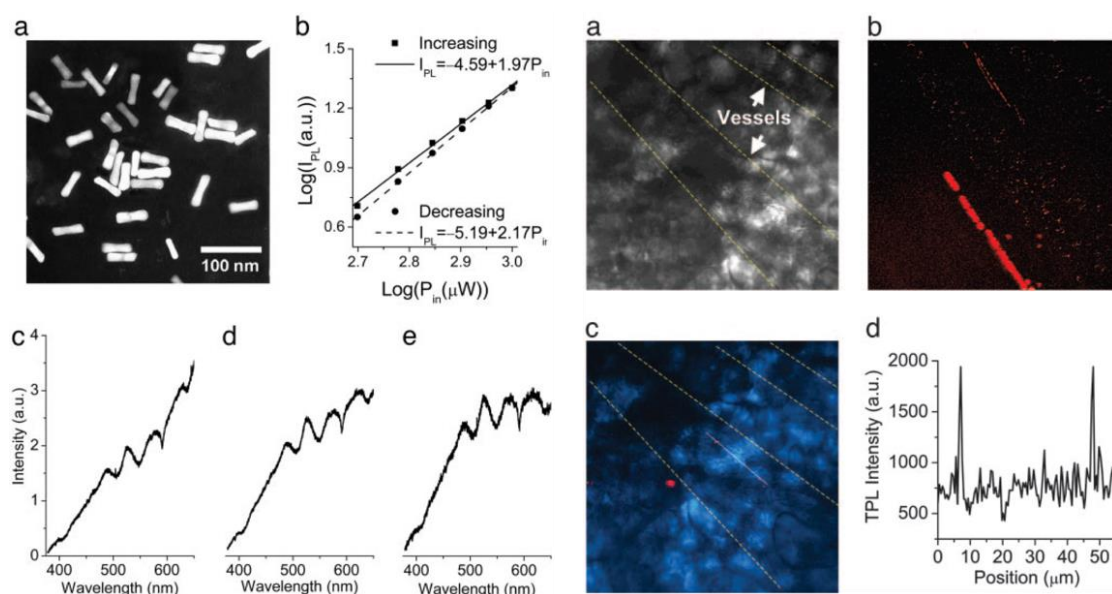 a
100 nm
b
Log(I_PL(a.u.))
1.5
1.2
0.9
0.6
Increasing
I_PL=−4.59+1.97P_in
Decreasing
I_PL=−5.19+2.17P_ir
2.7 2.8 2.9 3.0
Log(P_in(μW))
c
Intensity (a.u.)
4
3
2
1
0
400 500 600
Wavelength (nm)
d
400 500 600
Wavelength (nm)
e
400 500 600
Wavelength (nm)
a
Vessels
b
c
d
TPL Intensity (a.u.)
2000
1500
1000
500
0 10 20 30 40 50
Position (μm)